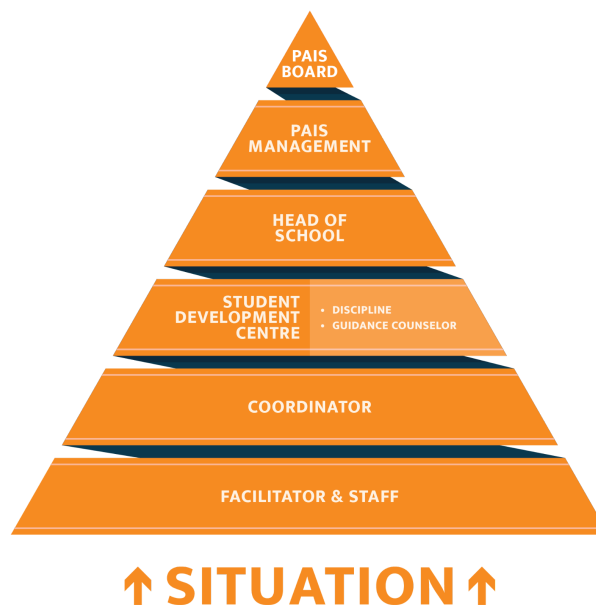 PAIS
BOARD
PAIS
MANAGEMENT
HEAD OF
SCHOOL
STUDENT
DEVELOPMENT
CENTRE
• DISCIPLINE
• GUIDANCE COUNSELOR
COORDINATOR
FACILITATOR & STAFF
↑ SITUATION ↑